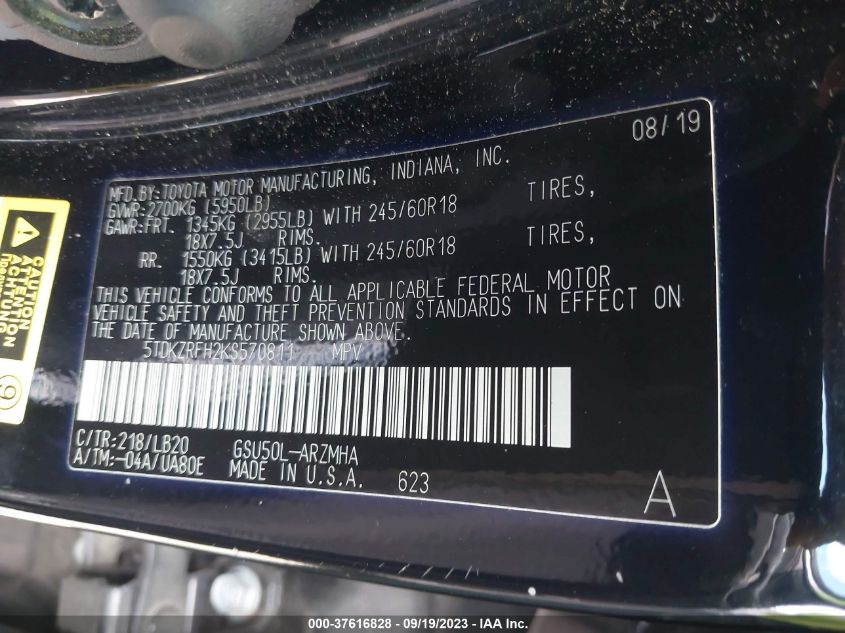 08/19
MFD.BY:TOYOTA MOTOR MANUFACTURING, INDIANA, INC.
GVWR:2700KG (5950LB)
GAWR:FRT. 1345KG (2955LB) WITH 245/60R18 TIRES,
18X7.5J RIMS.
RR. 1550KG (3415LB) WITH 245/60R18 TIRES,
18X7.5J RIMS.
THIS VEHICLE CONFORMS TO ALL APPLICABLE FEDERAL MOTOR
VEHICLE SAFETY AND THEFT PREVENTION STANDARDS IN EFFECT ON
THE DATE OF MANUFACTURE SHOWN ABOVE.
5TDKZRFH2KS570811 MPV
C/TR:218/LB20 GSU50L-ARZMHA
A/TM:-04A/UA80E MADE IN U.S.A. 623
A
CAUTION
ATTENTION
ACHTUNG
9
000-37616828 - 09/19/2023 - IAA Inc.